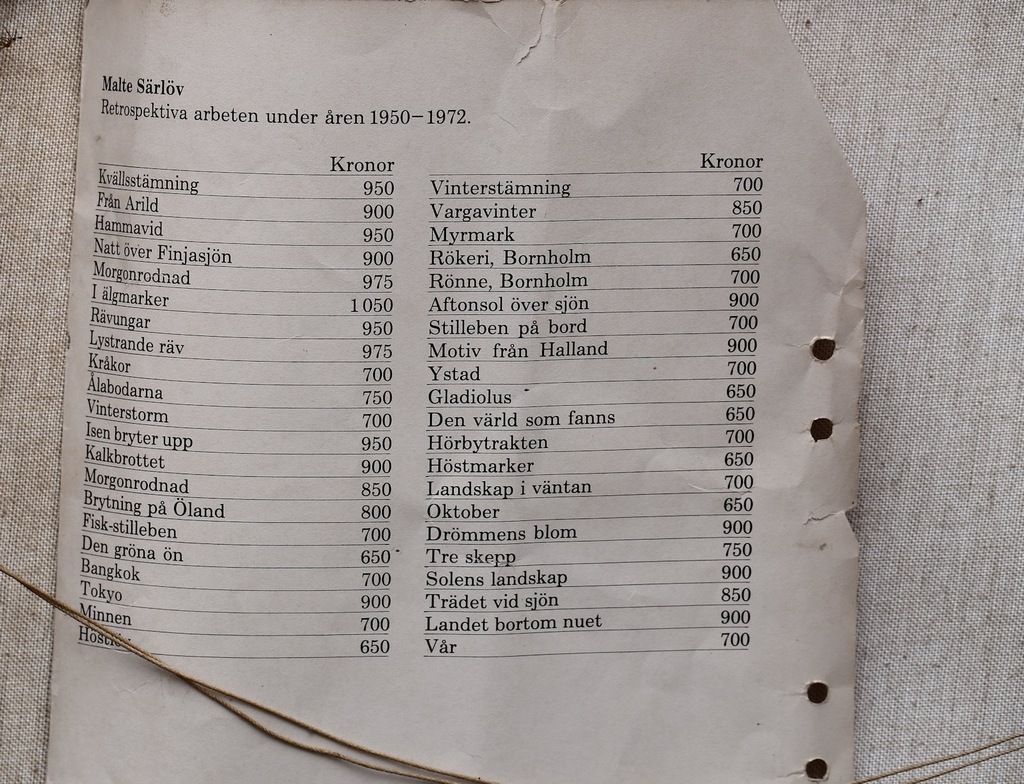 Malte Särlöv
Retrospektiva arbeten under åren 1950–1972.
Kronor
Kvällsstämning 950
Från Arild 900
Hammavid 950
Natt över Finjasjön 900
Morgonrodnad 975
I älgmarker 1 050
Rävungar 950
Lystrande räv 975
Kråkor 700
Ålabodarna 750
Vinterstorm 700
Isen bryter upp 950
Kalkbrottet 900
Morgonrodnad 850
Brytning på Öland 800
Fisk-stilleben 700
Den gröna ön 650
Bangkok 700
Tokyo 900
Minnen 700
650
Kronor
Vinterstämning 700
Vargavinter 850
Myrmark 700
Rökeri, Bornholm 650
Rönne, Bornholm 700
Aftonsol över sjön 900
Stilleben på bord 700
Motiv från Halland 900
Ystad 700
Gladiolus 650
Den värld som fanns 650
Hörbytrakten 700
Höstmarker 650
Landskap i väntan 700
Oktober 650
Drömmens blom 900
Tre skepp 750
Solens landskap 900
Trädet vid sjön 850
Landet bortom nuet 900
Vår 700